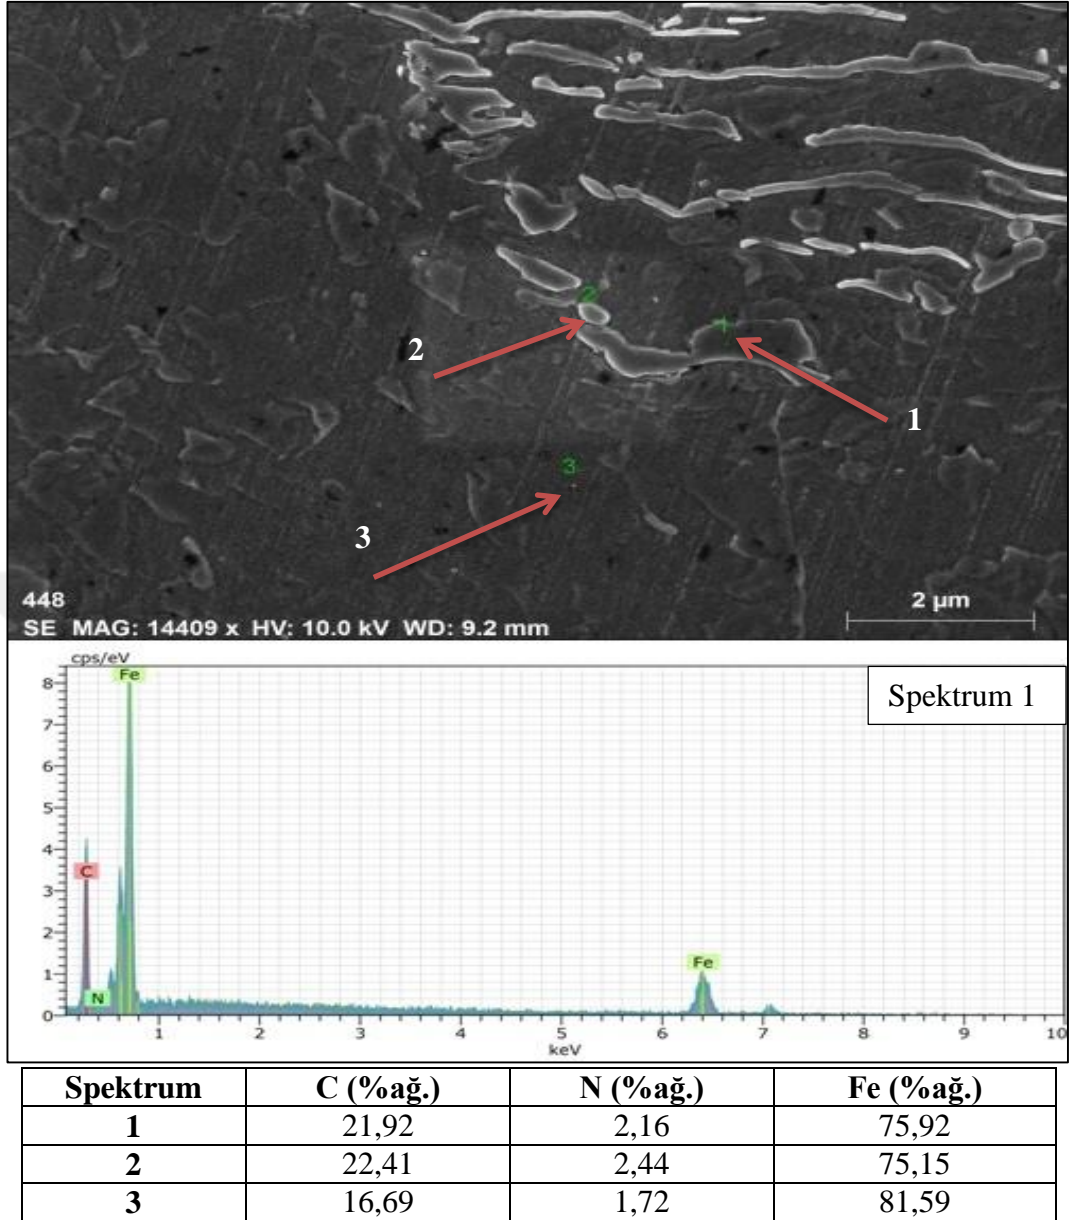 2
1
2
1
3
3
448
2 µm
SE MAG: 14409 x HV: 10.0 kV WD: 9.2 mm
cps/eV
Fe
Spektrum 1
8
7
6
5
4
C
3
2
Fe
1
N
0
1 2 3 4 5 6 7 8 9 10
keV
Spektrum C (%ağ.) N (%ağ.) Fe (%ağ.)
1 21,92 2,16 75,92
2 22,41 2,44 75,15
3 16,69 1,72 81,59